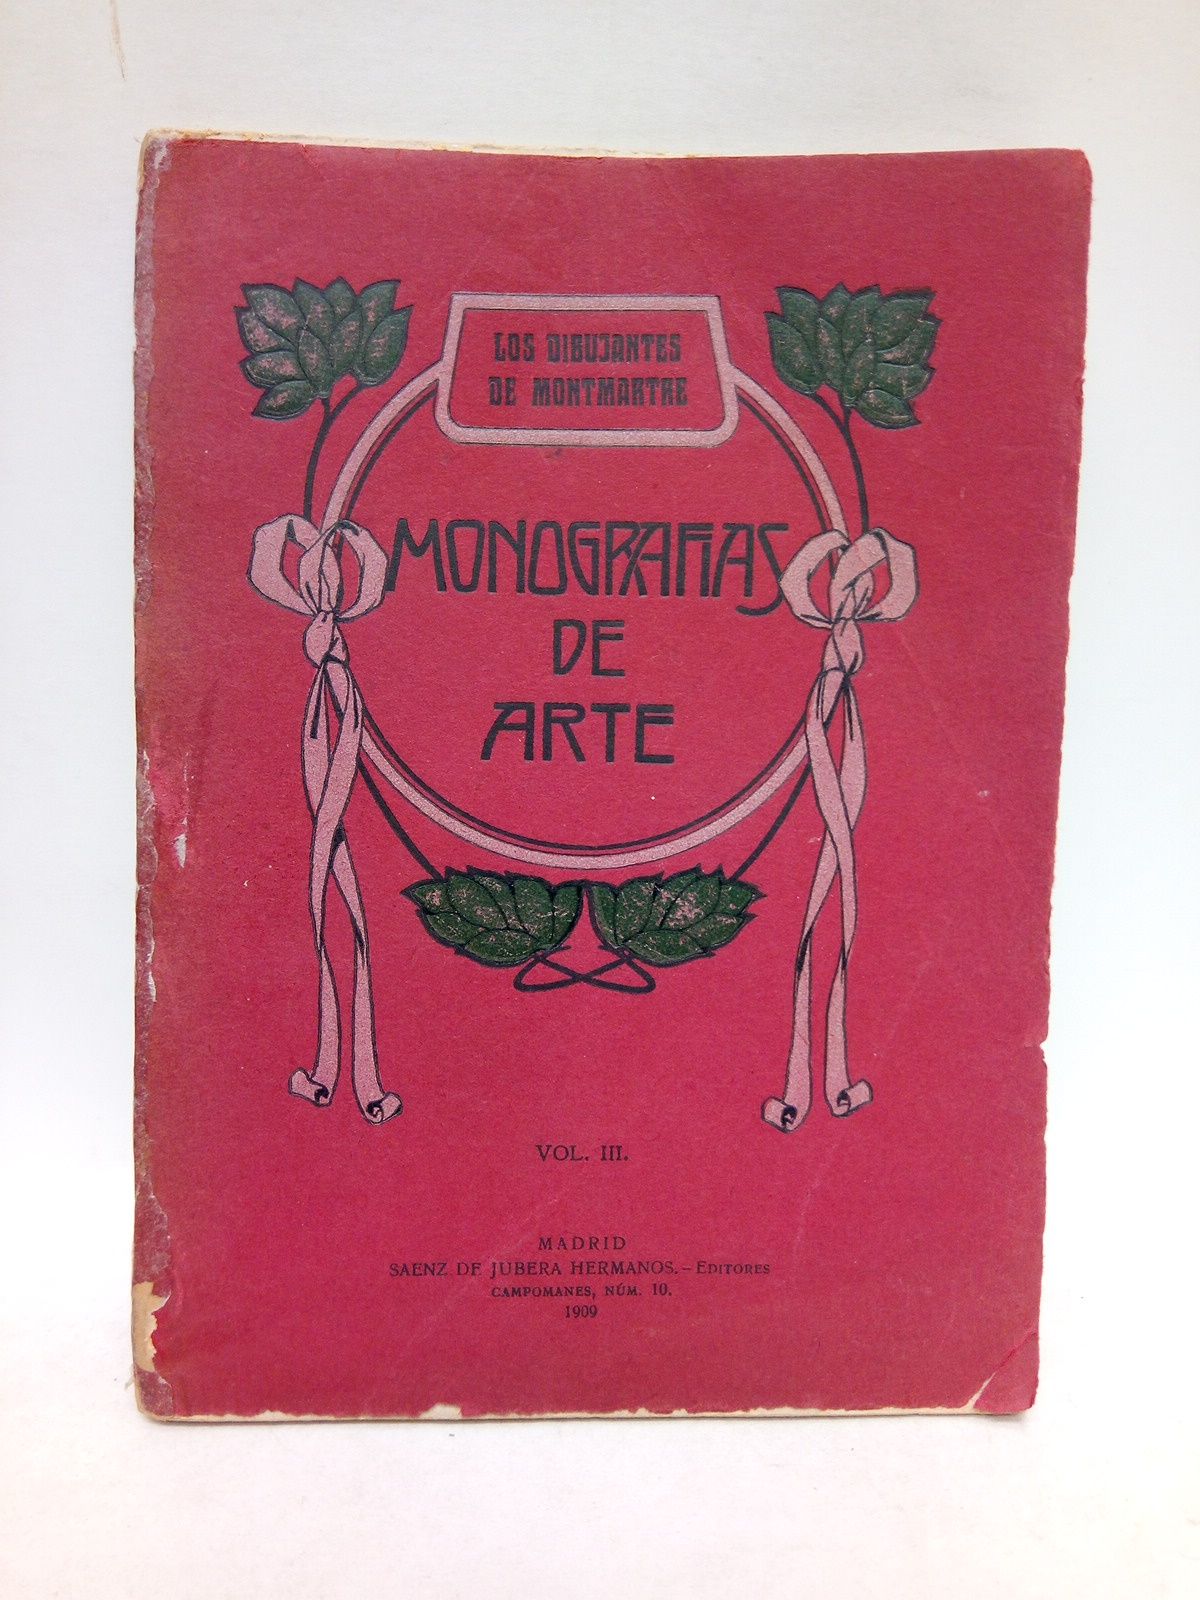 LOS DIBUJANTES
DE MONTMARTRE
MONOGRAFIAS
DE
ARTE
VOL. III.
MADRID
SAENZ DE JUBERA HERMANOS.—EDITORES
CAMPOMANES, NÚM. 10.
1909